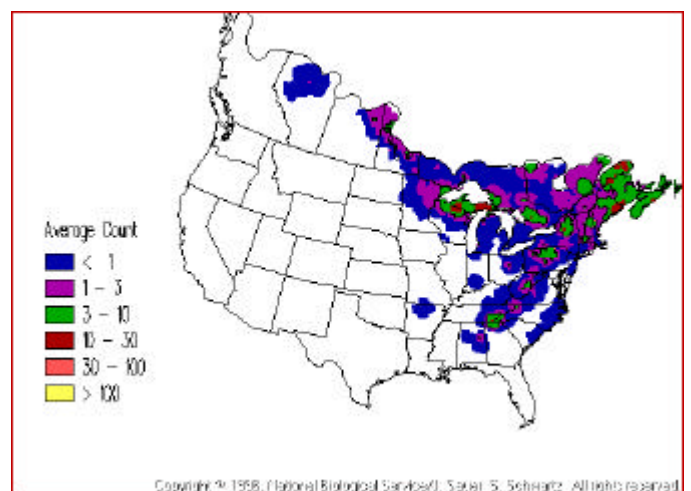 Average Count
< 1
1 - 3
3 - 10
10 - 30
30 - 100
> 100
Copyright 1996, National Biological Service/J. Sauer, S. Schwartz All rights reserved